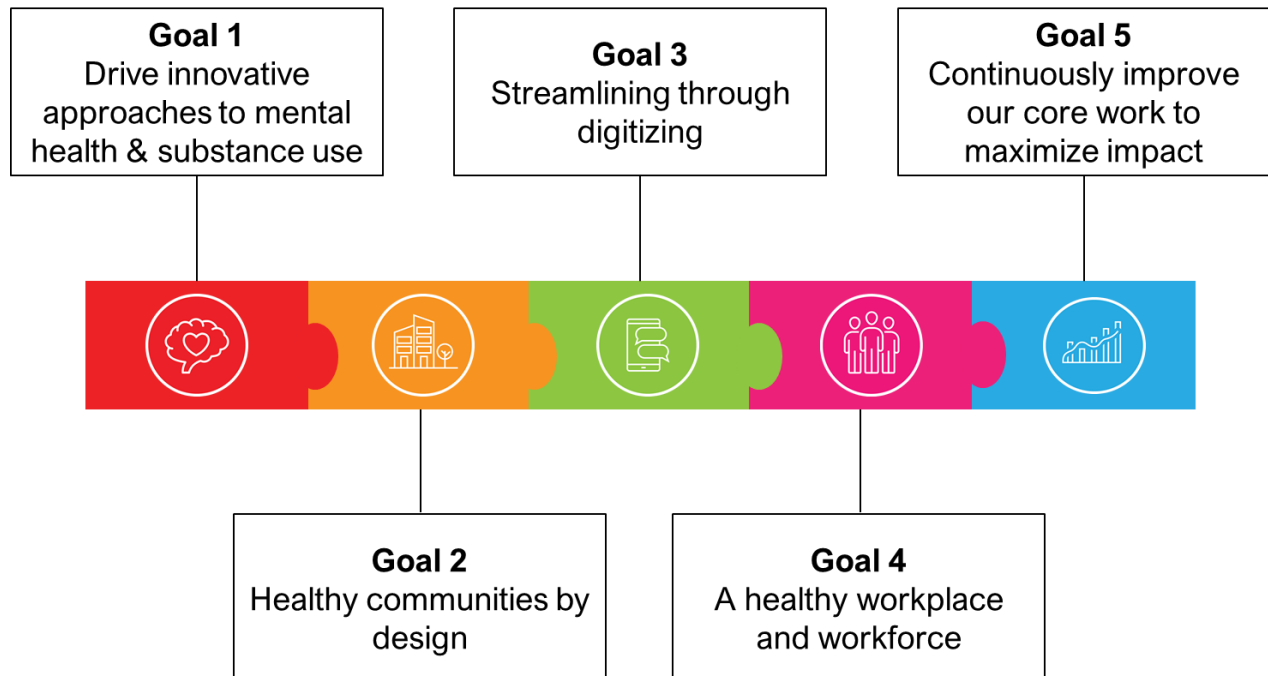 Goal 1
Drive innovative
approaches to mental
health & substance use
Goal 2
Healthy communities by
design
Goal 3
Streamlining through
digitizing
Goal 4
A healthy workplace
and workforce
Goal 5
Continuously improve
our core work to
maximize impact